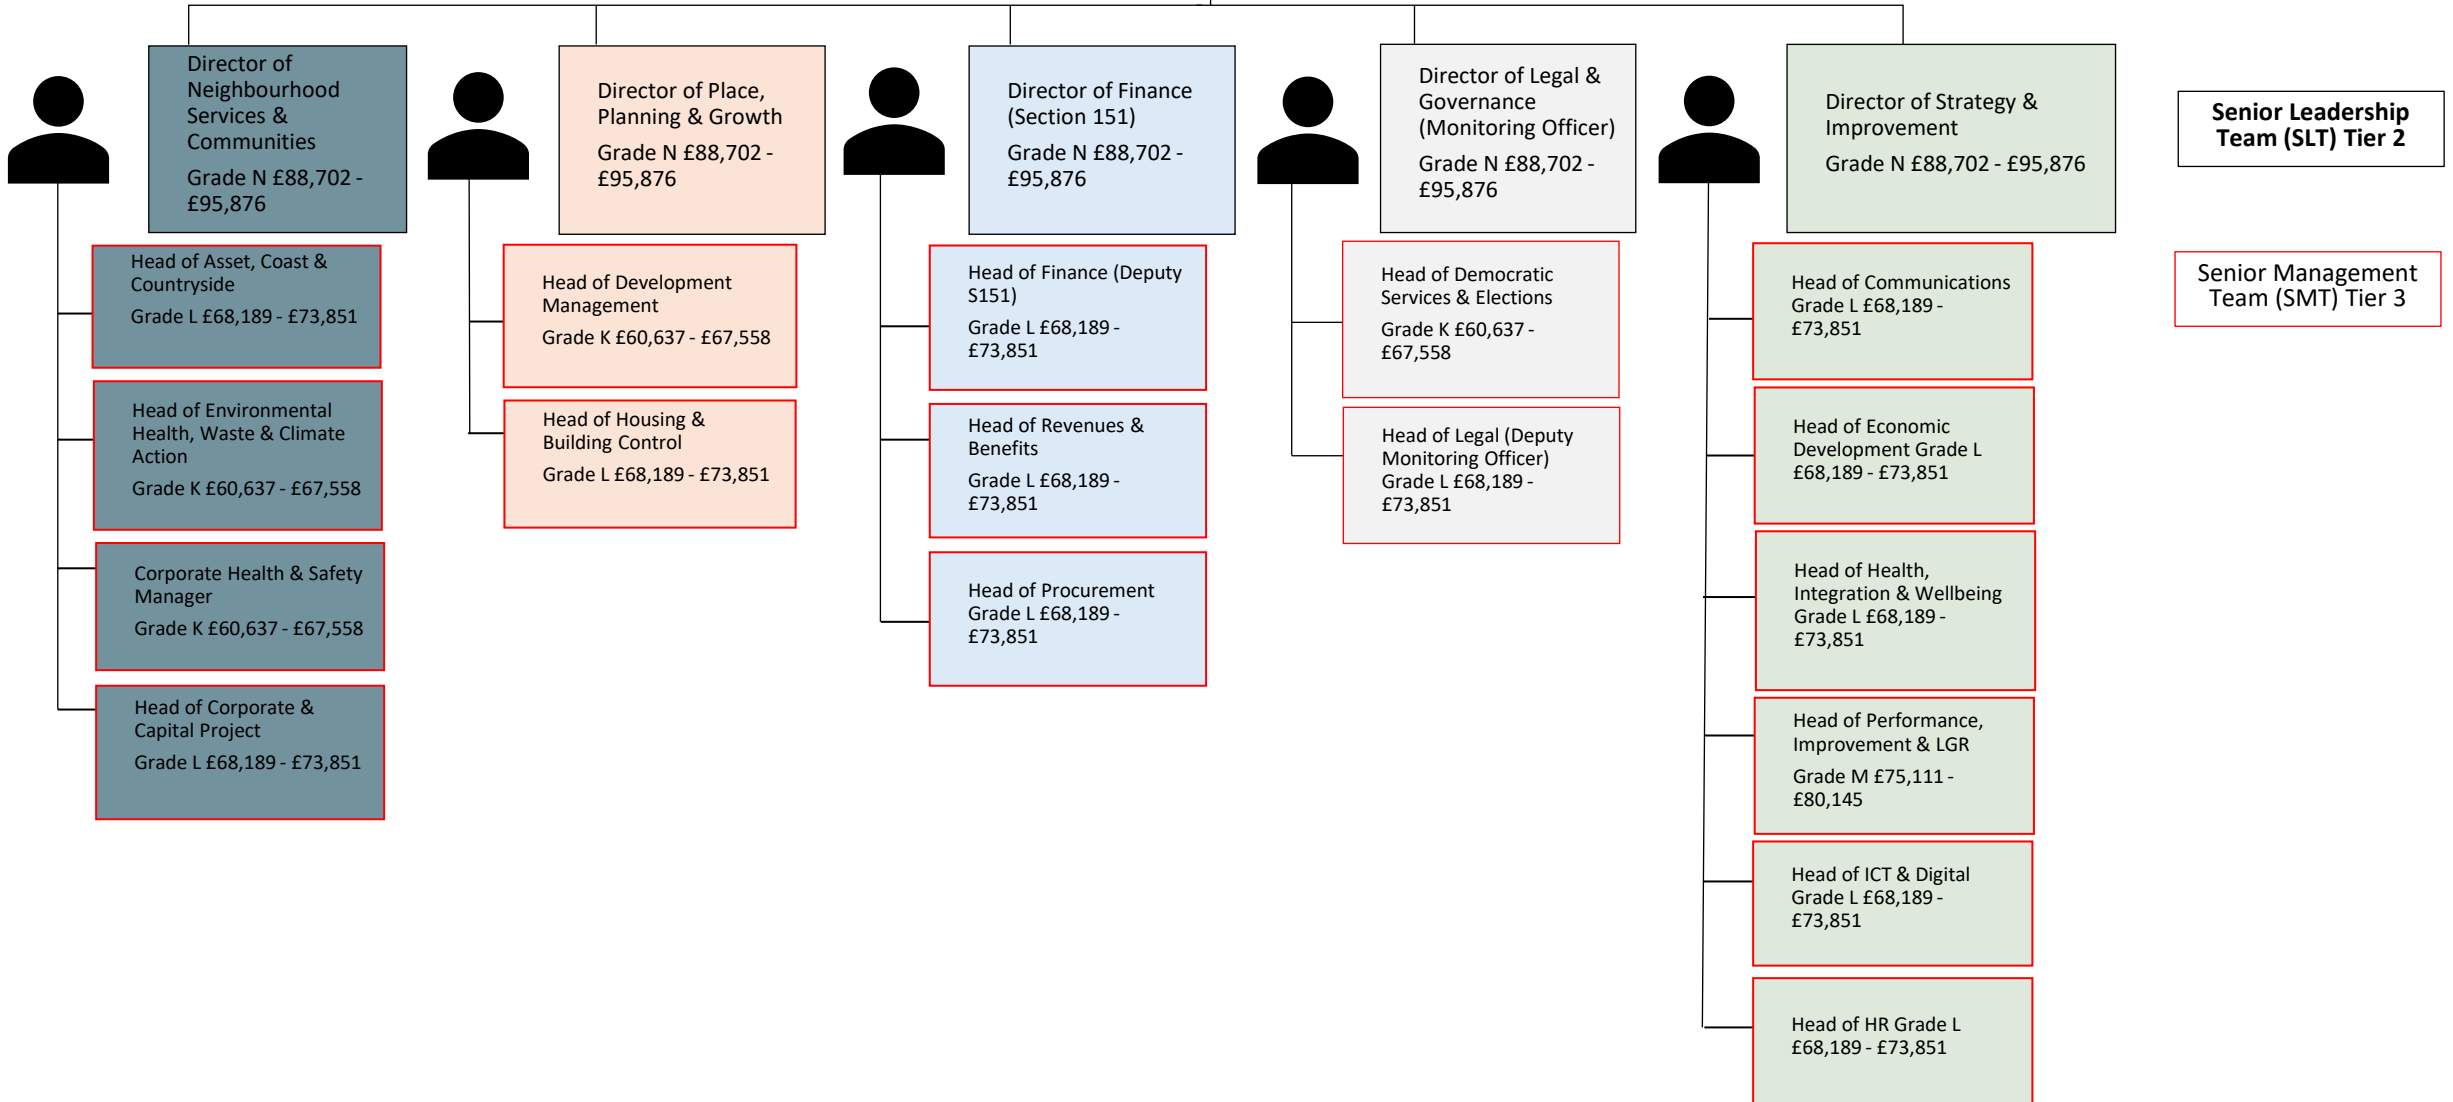 Director of
Neighbourhood
Services &
Communities
Grade N £88,702 -
£95,876
Director of Place,
Planning & Growth
Grade N £88,702 -
£95,876
Director of Finance
(Section 151)
Grade N £88,702 -
£95,876
Director of Legal &
Governance
(Monitoring Officer)
Grade N £88,702 -
£95,876
Director of Strategy &
Improvement
Grade N £88,702 - £95,876
Senior Leadership
Team (SLT) Tier 2
Head of Asset, Coast &
Countryside
Grade L £68,189 - £73,851
Head of Environmental
Health, Waste & Climate
Action
Grade K £60,637 - £67,558
Corporate Health & Safety
Manager
Grade K £60,637 - £67,558
Head of Corporate &
Capital Project
Grade L £68,189 - £73,851
Head of Development
Management
Grade K £60,637 - £67,558
Head of Housing &
Building Control
Grade L £68,189 - £73,851
Head of Finance (Deputy
S151)
Grade L £68,189 -
£73,851
Head of Revenues &
Benefits
Grade L £68,189 -
£73,851
Head of Procurement
Grade L £68,189 -
£73,851
Head of Democratic
Services & Elections
Grade K £60,637 -
£67,558
Head of Legal (Deputy
Monitoring Officer)
Grade L £68,189 -
£73,851
Head of Communications
Grade L £68,189 -
£73,851
Head of Economic
Development Grade L
£68,189 - £73,851
Head of Health,
Integration & Wellbeing
Grade L £68,189 -
£73,851
Head of Performance,
Improvement & LGR
Grade M £75,111 -
£80,145
Head of ICT & Digital
Grade L £68,189 -
£73,851
Head of HR Grade L
£68,189 - £73,851
Senior Management
Team (SMT) Tier 3